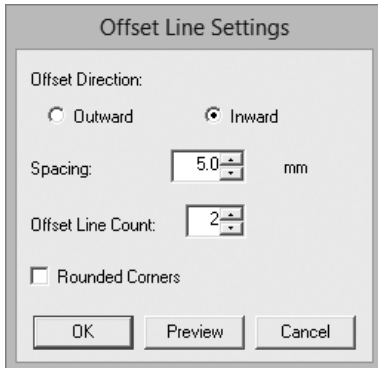 Offset Line Settings
Offset Direction:
Outward Inward
Spacing: 5.0 mm
Offset Line Count: 2
Rounded Corners
OK Preview Cancel